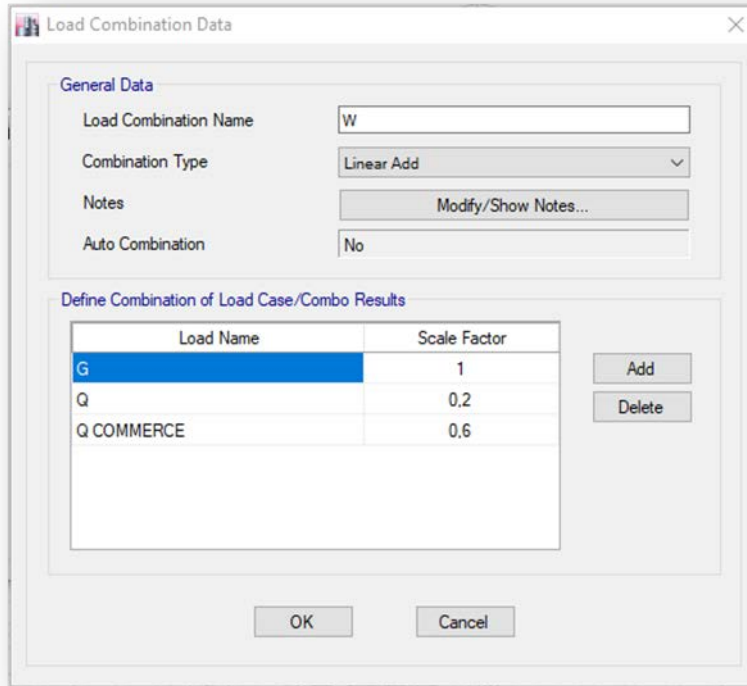 Load Combination Data
General Data
Load Combination Name W
Combination Type Linear Add
Notes Modify/Show Notes...
Auto Combination No
Define Combination of Load Case/Combo Results
Load Name Scale Factor
G 1 Add
Q 0,2 Delete
Q COMMERCE 0,6
OK Cancel